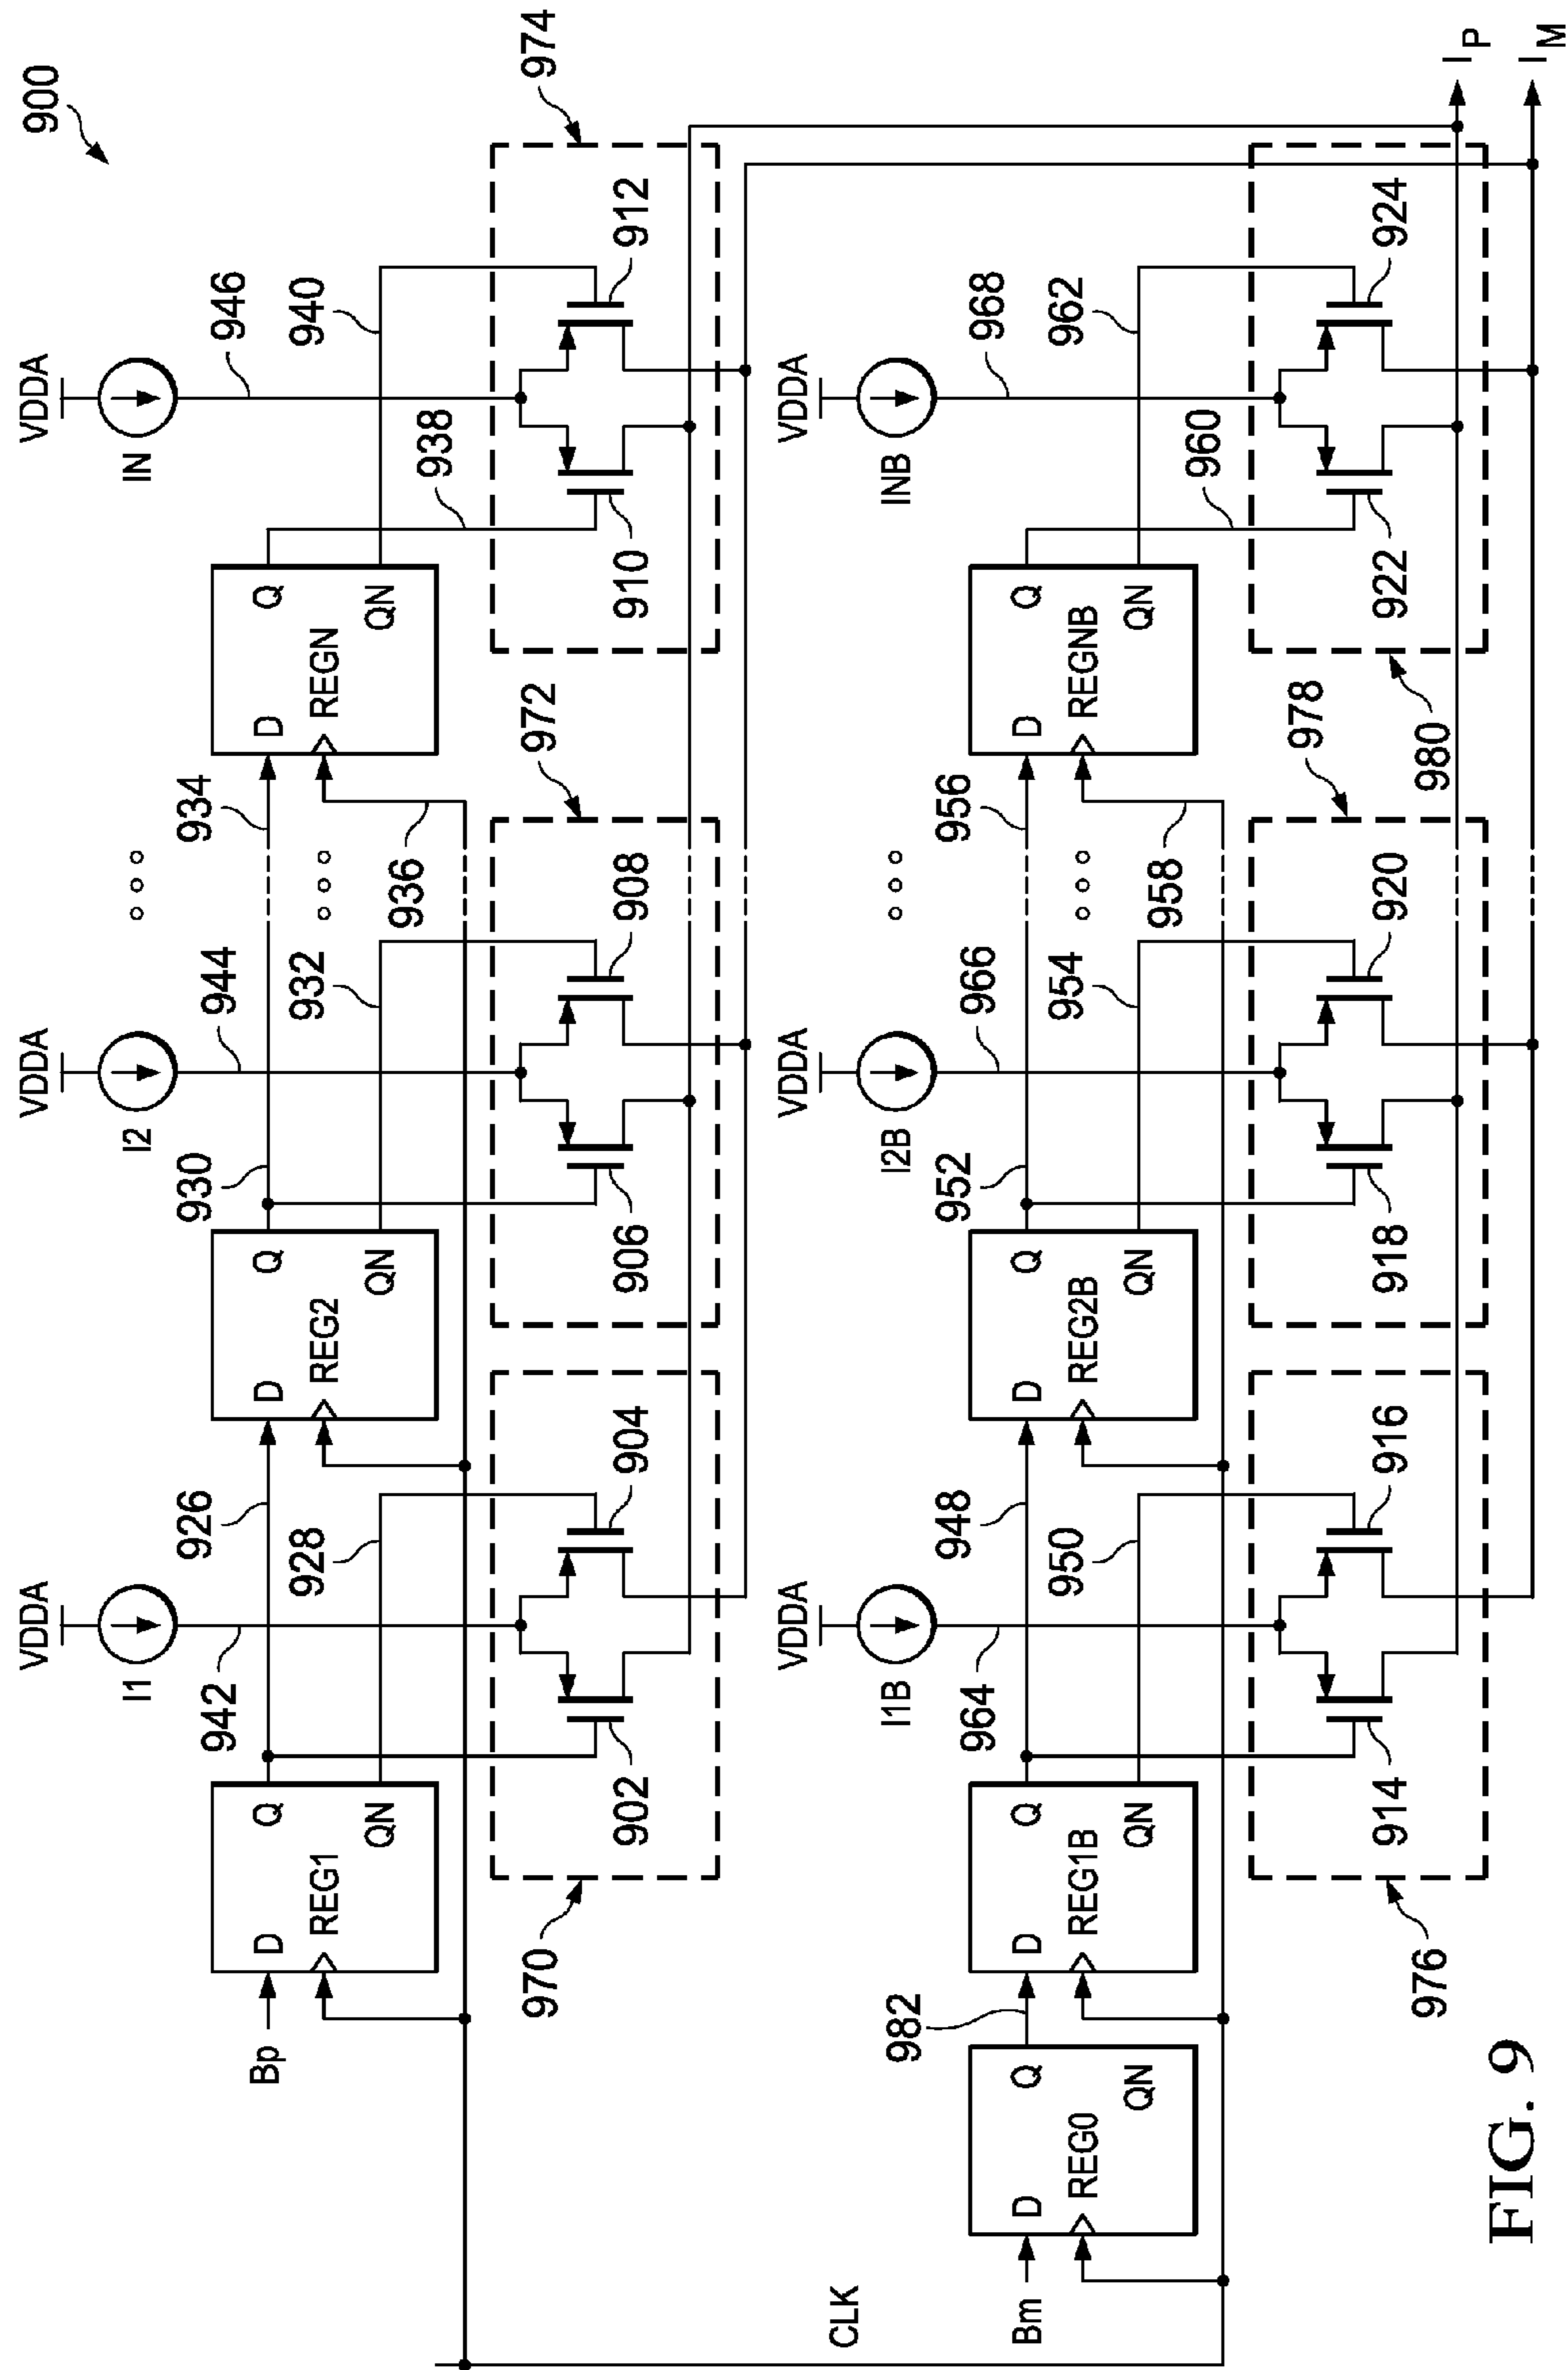 900
VDDA
VDDA
VDDA
I1
I2
IN
942
926
930
944
934
946
Bp
D
Q
REG1
QN
928
D
Q
REG2
QN
932
936
D
Q
REGN
QN
938
940
970
902
904
906
908
972
910
912
974
VDDA
VDDA
VDDA
I1B
I2B
INB
982
964
948
952
966
956
968
CLK
Bm
D
Q
REG0
QN
D
Q
REG1B
QN
950
D
Q
REG2B
QN
954
958
D
Q
REGNB
QN
960
962
976
914
916
918
920
978
980
922
924
I P
I M
FIG. 9